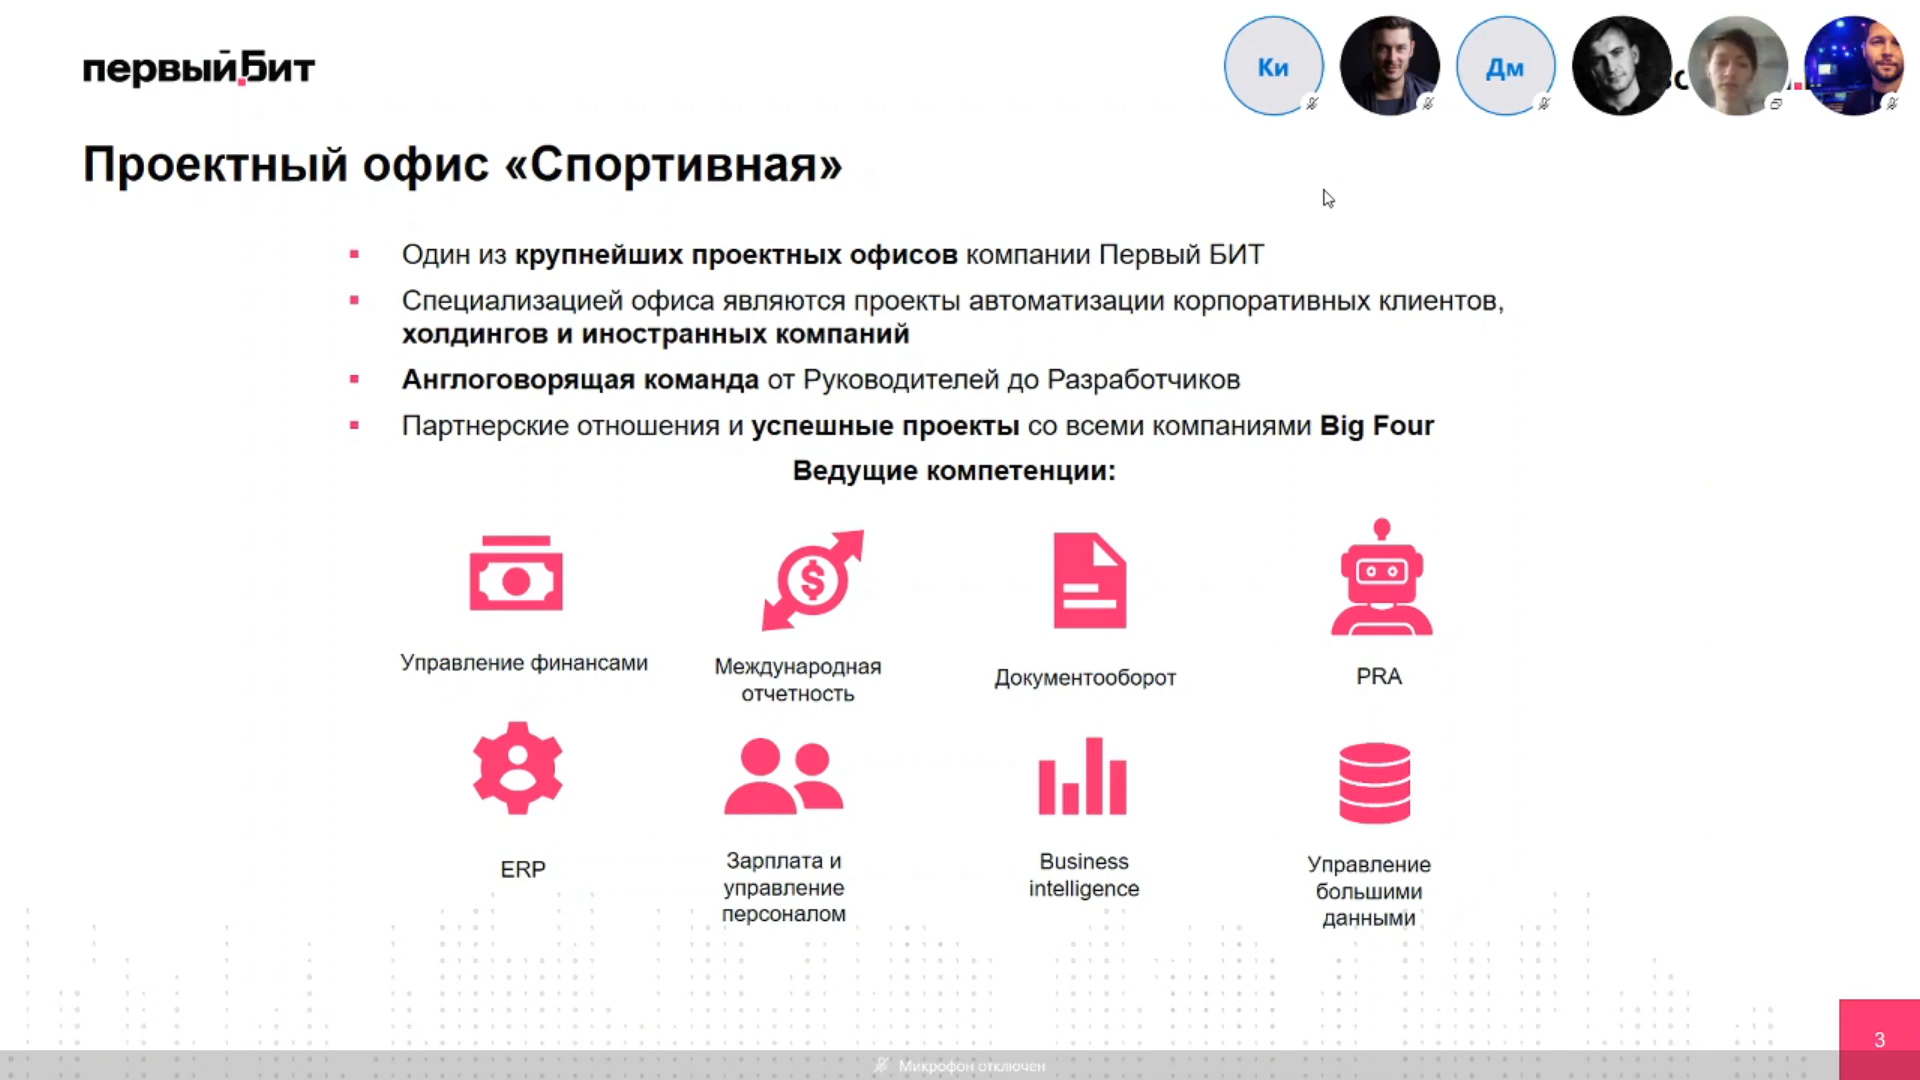 первый.Бит
Ки
Дм
Проектный офис «Спортивная»
Один из крупнейших проектных офисов компании Первый БИТ
Специализацией офиса являются проекты автоматизации корпоративных клиентов,
холдингов и иностранных компаний
Англоговорящая команда от Руководителей до Разработчиков
Партнерские отношения и успешные проекты со всеми компаниями Big Four
Ведущие компетенции:
Управление финансами
Международная
отчетность
Документооборот
PRA
ERP
Зарплата и
управление
персоналом
Business
intelligence
Управление
большими
данными
3
Микрофон отключен